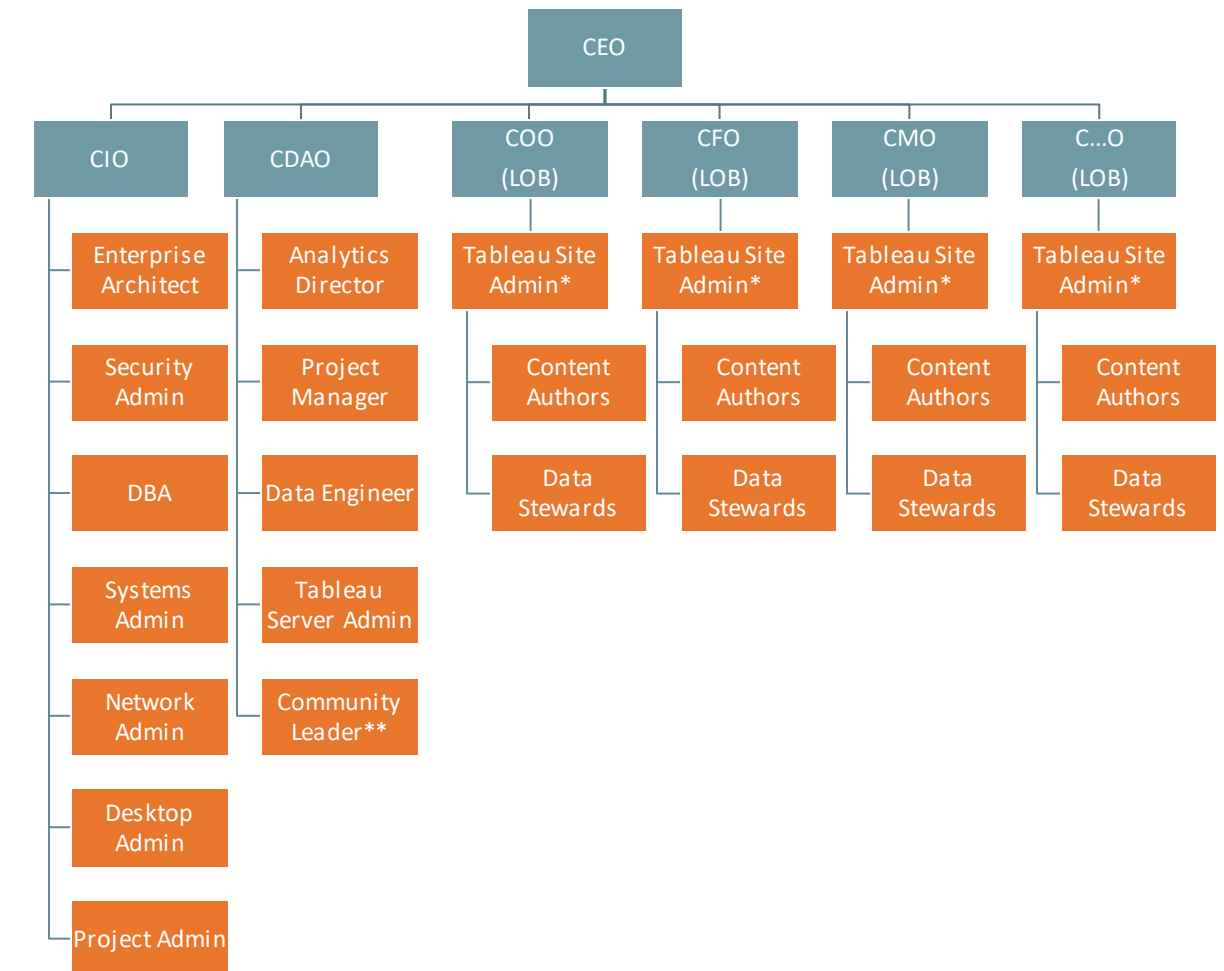 CEO
CIO
CDAO
COO
(LOB)
CFO
(LOB)
CMO
(LOB)
C...O
(LOB)
Enterprise
Architect
Security
Admin
DBA
Systems
Admin
Network
Admin
Desktop
Admin
Project Admin
Analytics
Director
Project
Manager
Data Engineer
Tableau
Server Admin
Community
Leader**
Tableau Site
Admin*
Content
Authors
Data
Stewards
Tableau Site
Admin*
Content
Authors
Data
Stewards
Tableau Site
Admin*
Content
Authors
Data
Stewards
Tableau Site
Admin*
Content
Authors
Data
Stewards